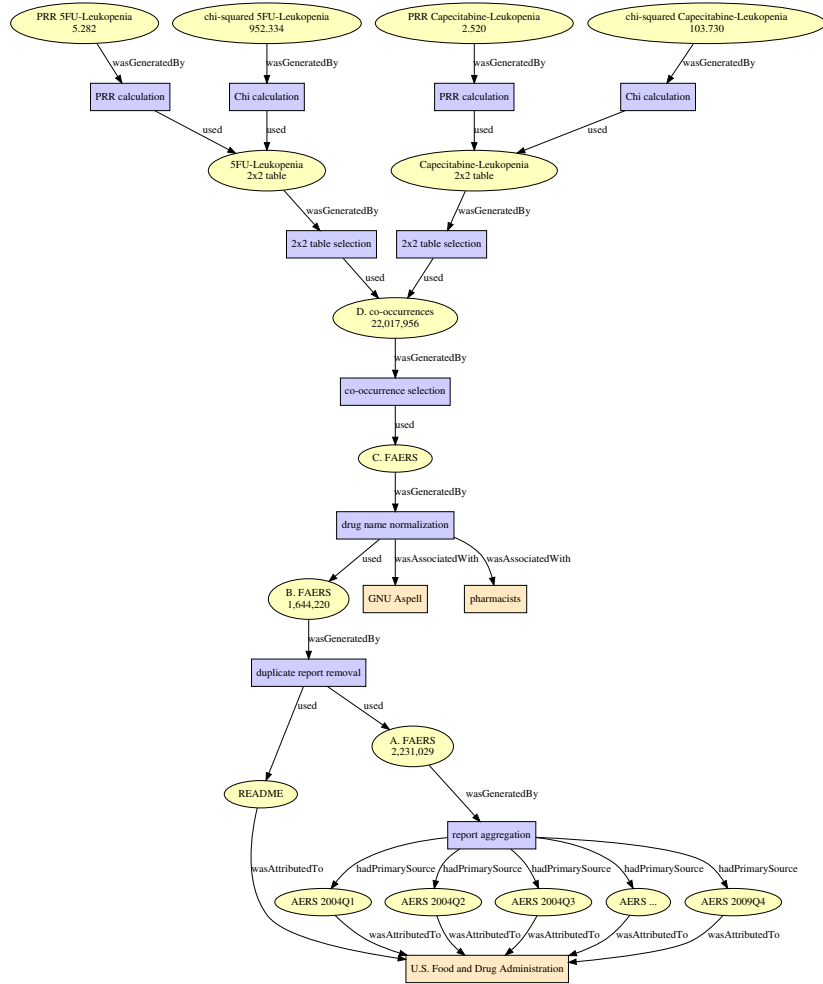 PRR 5FU-Leukopenia
5.282
chi-squared 5FU-Leukopenia
952.334
PRR Capecitabine-Leukopenia
2.520
chi-squared Capecitabine-Leukopenia
103.730
wasGeneratedBy
wasGeneratedBy
wasGeneratedBy
wasGeneratedBy
PRR calculation
Chi calculation
PRR calculation
Chi calculation
used
used
used
used
5FU-Leukopenia
2x2 table
Capecitabine-Leukopenia
2x2 table
wasGeneratedBy
wasGeneratedBy
2x2 table selection
2x2 table selection
used
used
D. co-occurrences
22,017,956
wasGeneratedBy
co-occurrence selection
used
C. FAERS
wasGeneratedBy
drug name normalization
used
wasAssociatedWith
wasAssociatedWith
B. FAERS
1,644,220
GNU Aspell
pharmacists
wasGeneratedBy
duplicate report removal
used
used
A. FAERS
2,231,029
README
wasGeneratedBy
report aggregation
wasAttributedTo
hadPrimarySource
hadPrimarySource
hadPrimarySource
hadPrimarySource
hadPrimarySource
AERS 2004Q1
AERS 2004Q2
AERS 2004Q3
AERS ...
AERS 2009Q4
wasAttributedTo
wasAttributedTo
wasAttributedTo
wasAttributedTo
wasAttributedTo
U.S. Food and Drug Administration